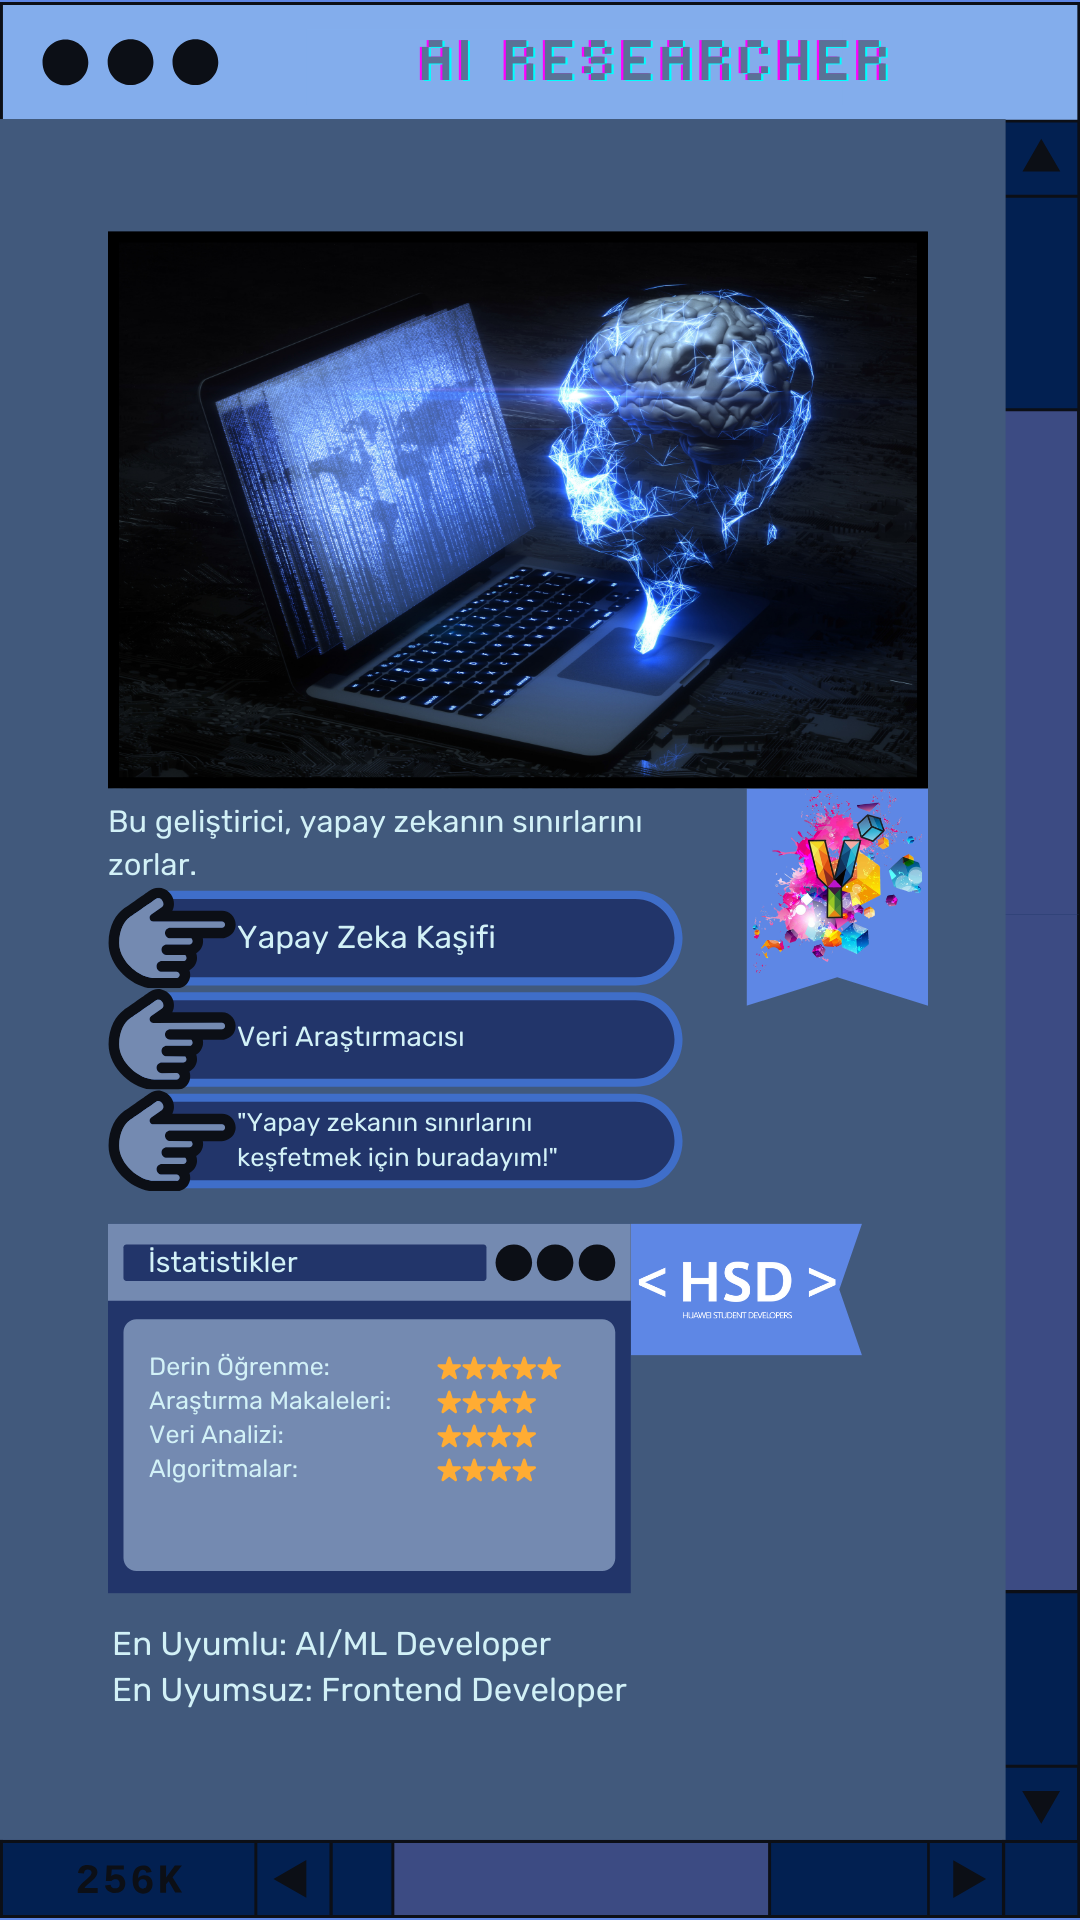 AI RESEARCHER
Bu geliştirici, yapay zekanın sınırlarını
zorlar.
Yapay Zeka Kaşifi
Veri Araştırmacısı
"Yapay zekanın sınırlarını
keşfetmek için buradayım!"
İstatistikler
< HSD >
HUAWEI STUDENT DEVELOPERS
Derin Öğrenme: ★★★★★
Araştırma Makaleleri: ★★★★
Veri Analizi: ★★★★
Algoritmalar: ★★★★
En Uyumlu: AI/ML Developer
En Uyumsuz: Frontend Developer
256K